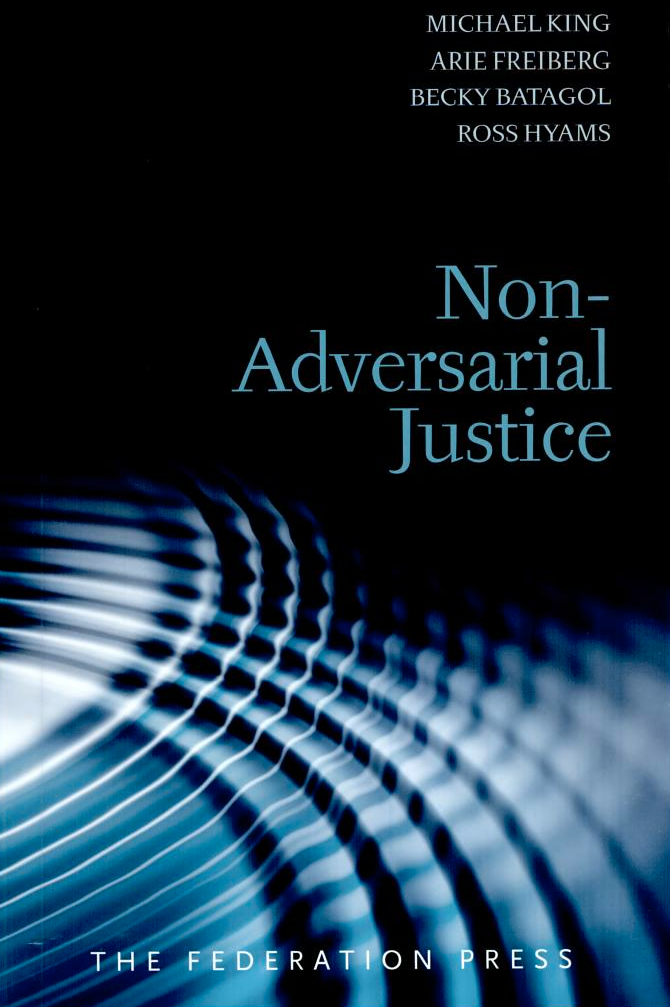 MICHAEL KING
ARIE FREIBERG
BECKY BATAGOL
ROSS HYAMS
Non-
Adversarial
Justice
THE FEDERATION PRESS